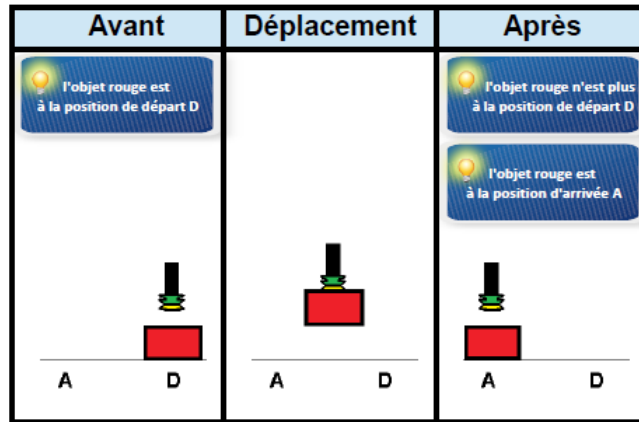 Avant
Déplacement
Après
l'objet rouge est
à la position de départ D
l'objet rouge n'est plus
à la position de départ D
l'objet rouge est
à la position d'arrivée A
A D
A D
A D